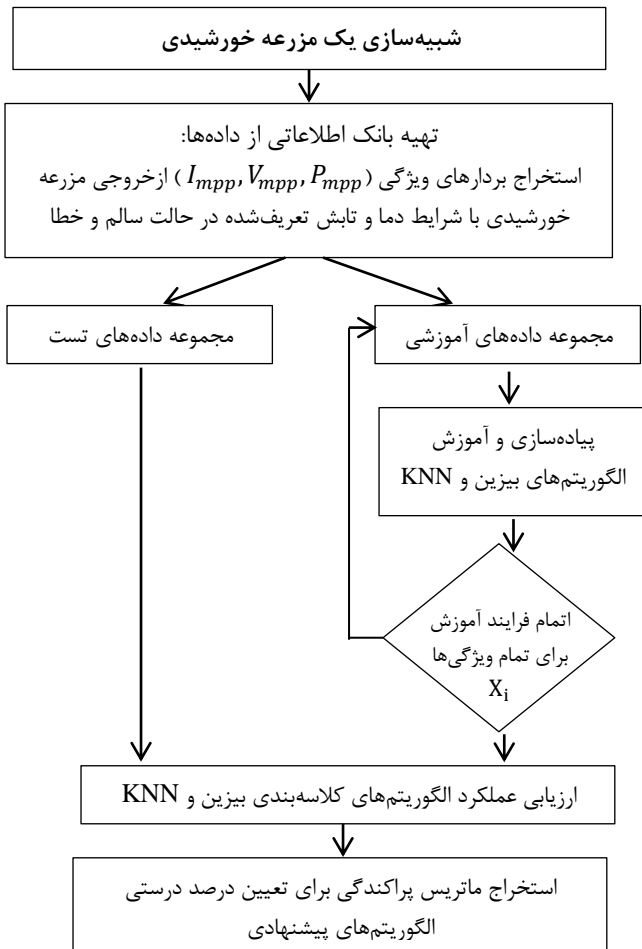 شبیه‌سازی یک مزرعه خورشیدی
تهیه بانک اطلاعاتی از داده‌ها:
استخراج بردارهای ویژگی (I_mpp, V_mpp, P_mpp) ازخروجی مزرعه
خورشیدی با شرایط دما و تابش تعریف‌شده در حالت سالم و خطا
مجموعه داده‌های آموزشی
مجموعه داده‌های تست
پیاده‌سازی و آموزش
الگوریتم‌های بیزین و KNN
اتمام فرایند آموزش
برای تمام ویژگی‌ها
X_i
ارزیابی عملکرد الگوریتم‌های کلاسه‌بندی بیزین و KNN
استخراج ماتریس پراکندگی برای تعیین درصد درستی
الگوریتم‌های پیشنهادی